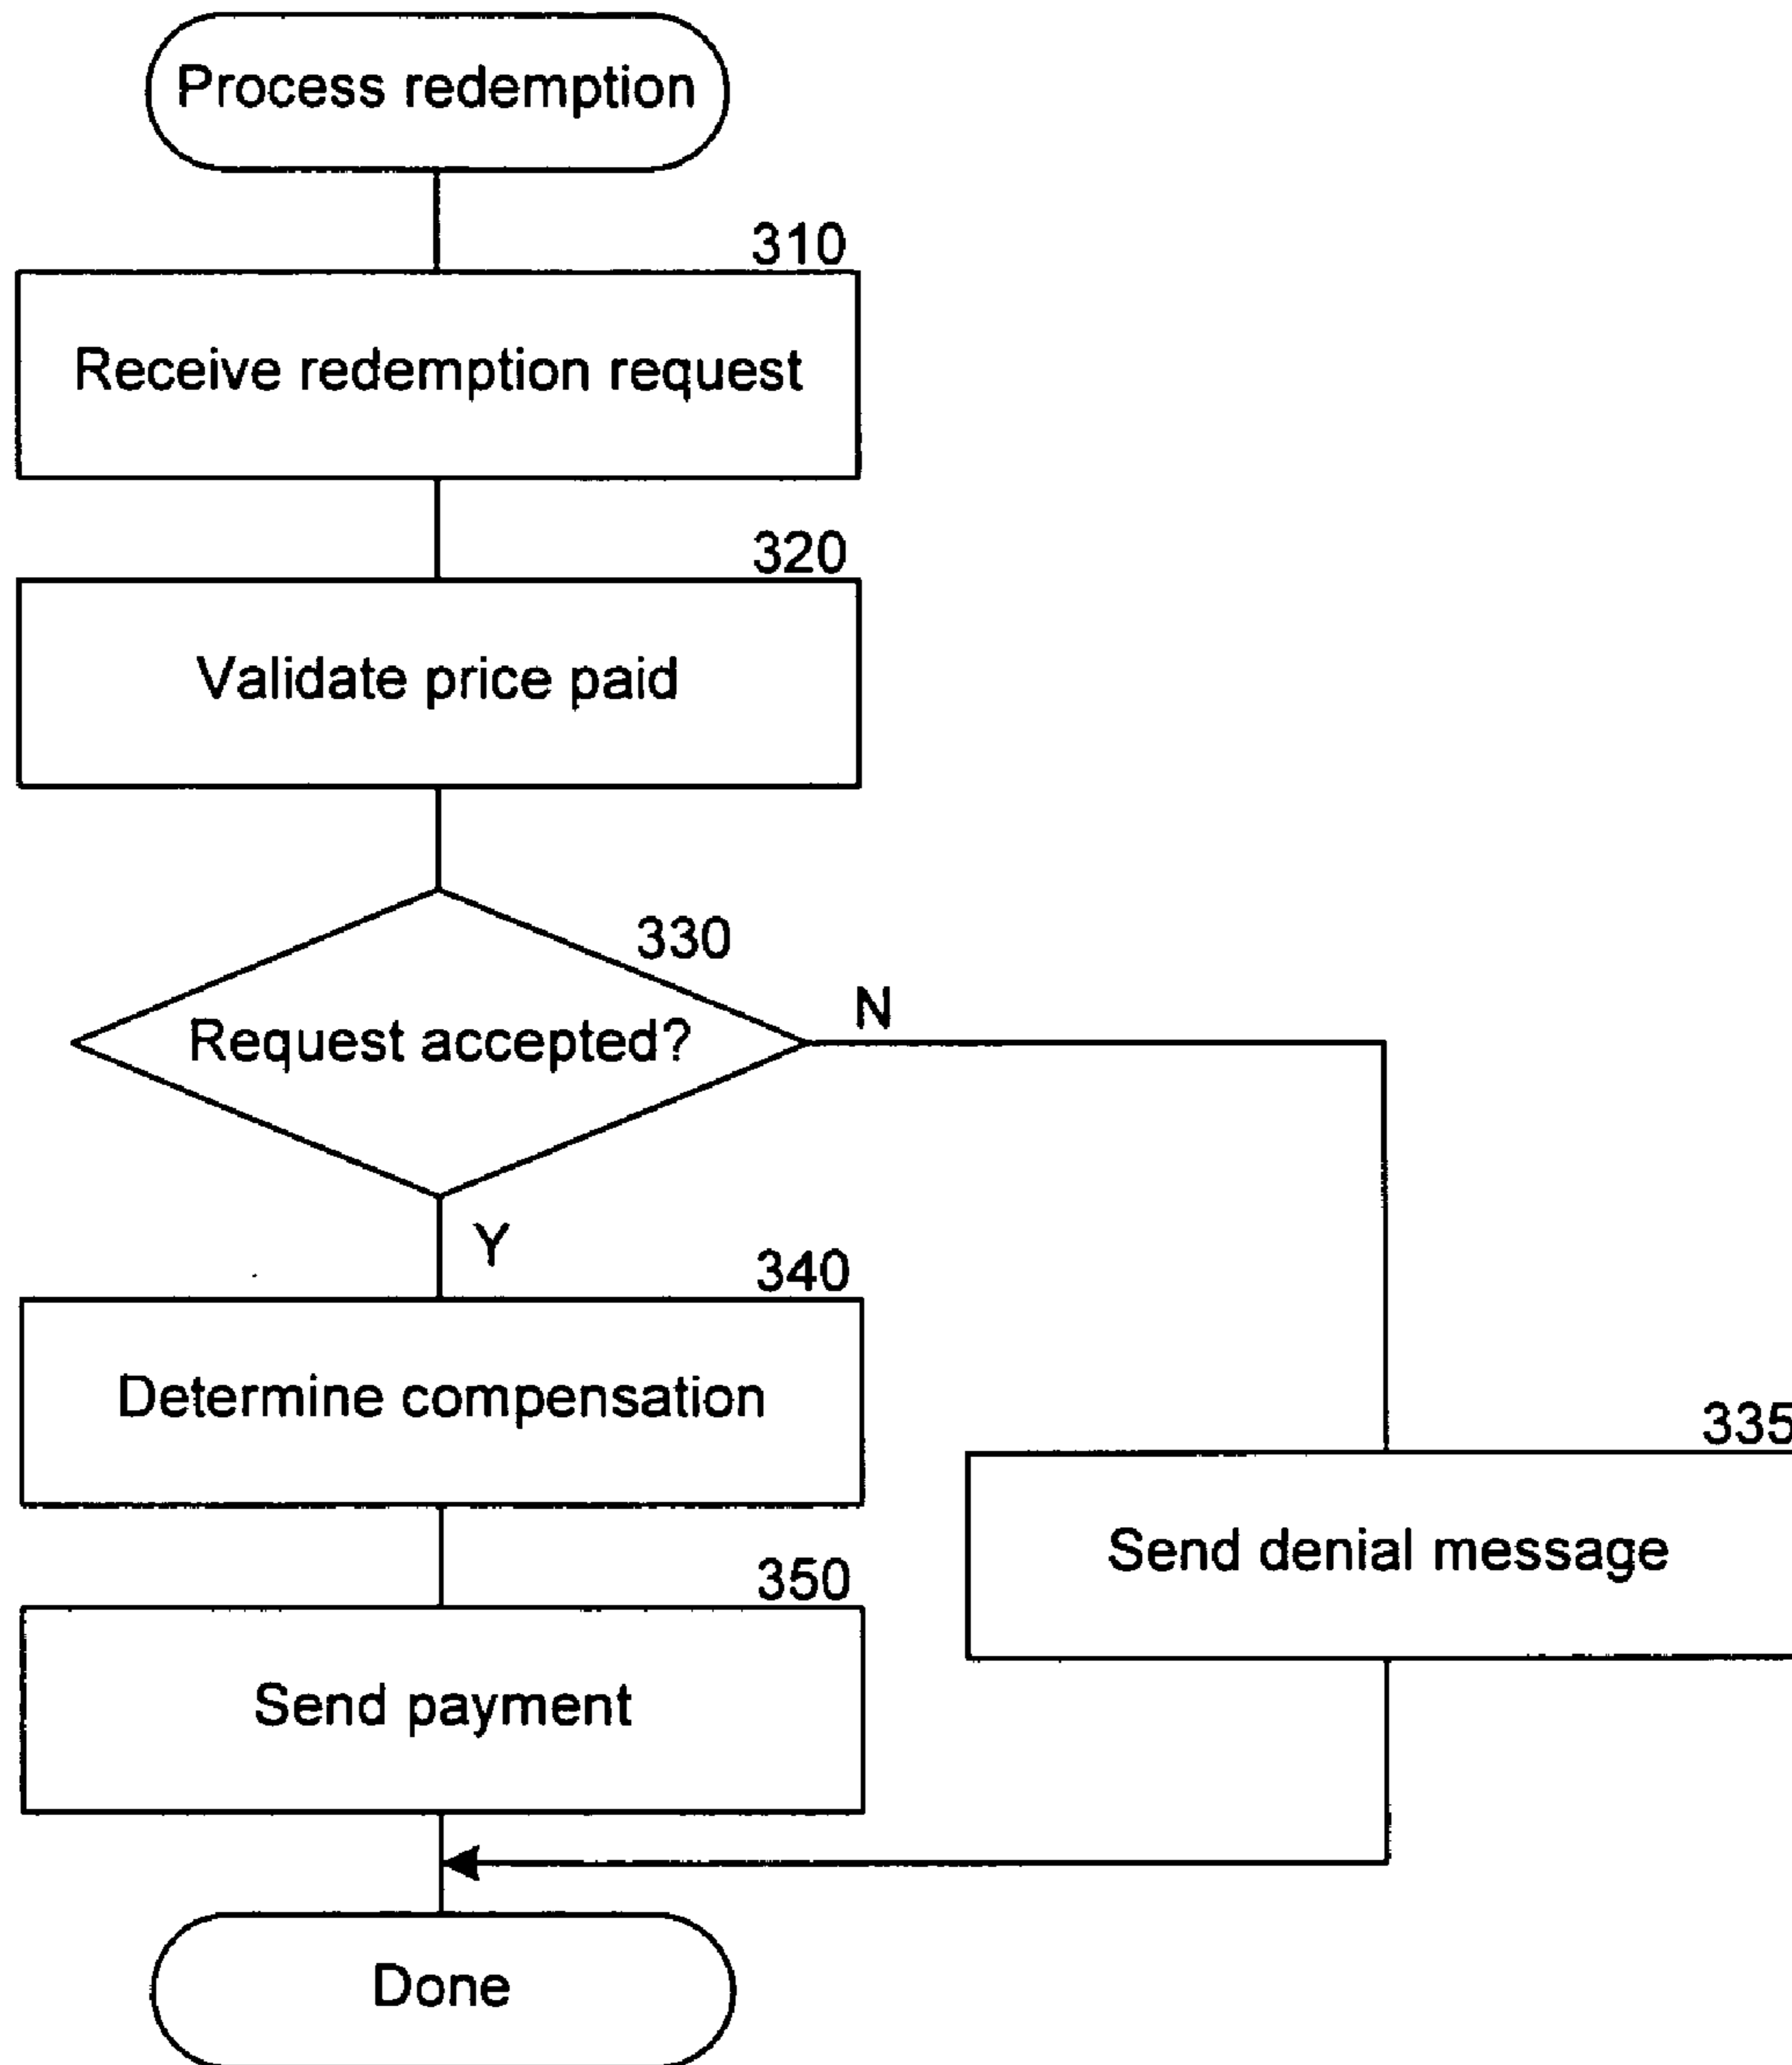 Process redemption
310
Receive redemption request
320
Validate price paid
330
Request accepted?
N
Y
340
Determine compensation
335
Send denial message
350
Send payment
Done